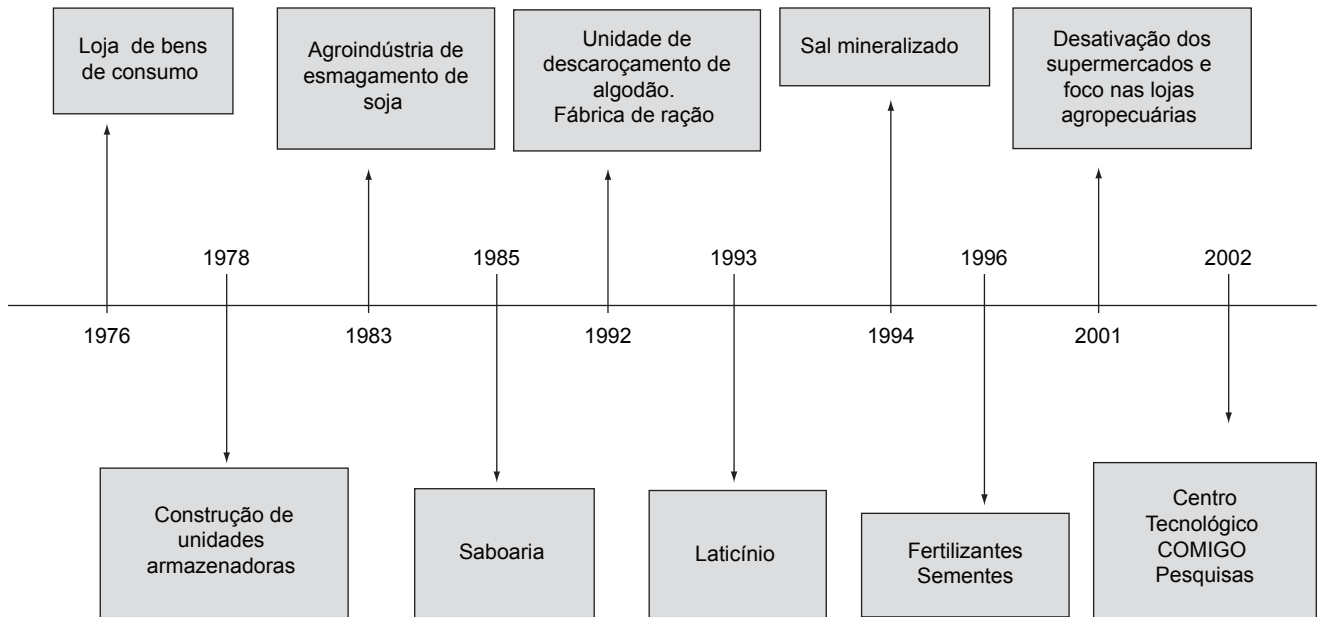 Loja de bens
de consumo
Agroindústria de
esmagamento de
soja
Unidade de
descaroçamento de
algodão.
Fábrica de ração
Sal mineralizado
Desativação dos
supermercados e
foco nas lojas
agropecuárias
1978
1985
1993
1996
2002
1976
1983
1992
1994
2001
Construção de
unidades
armazenadoras
Saboaria
Laticínio
Fertilizantes
Sementes
Centro
Tecnológico
COMIGO
Pesquisas